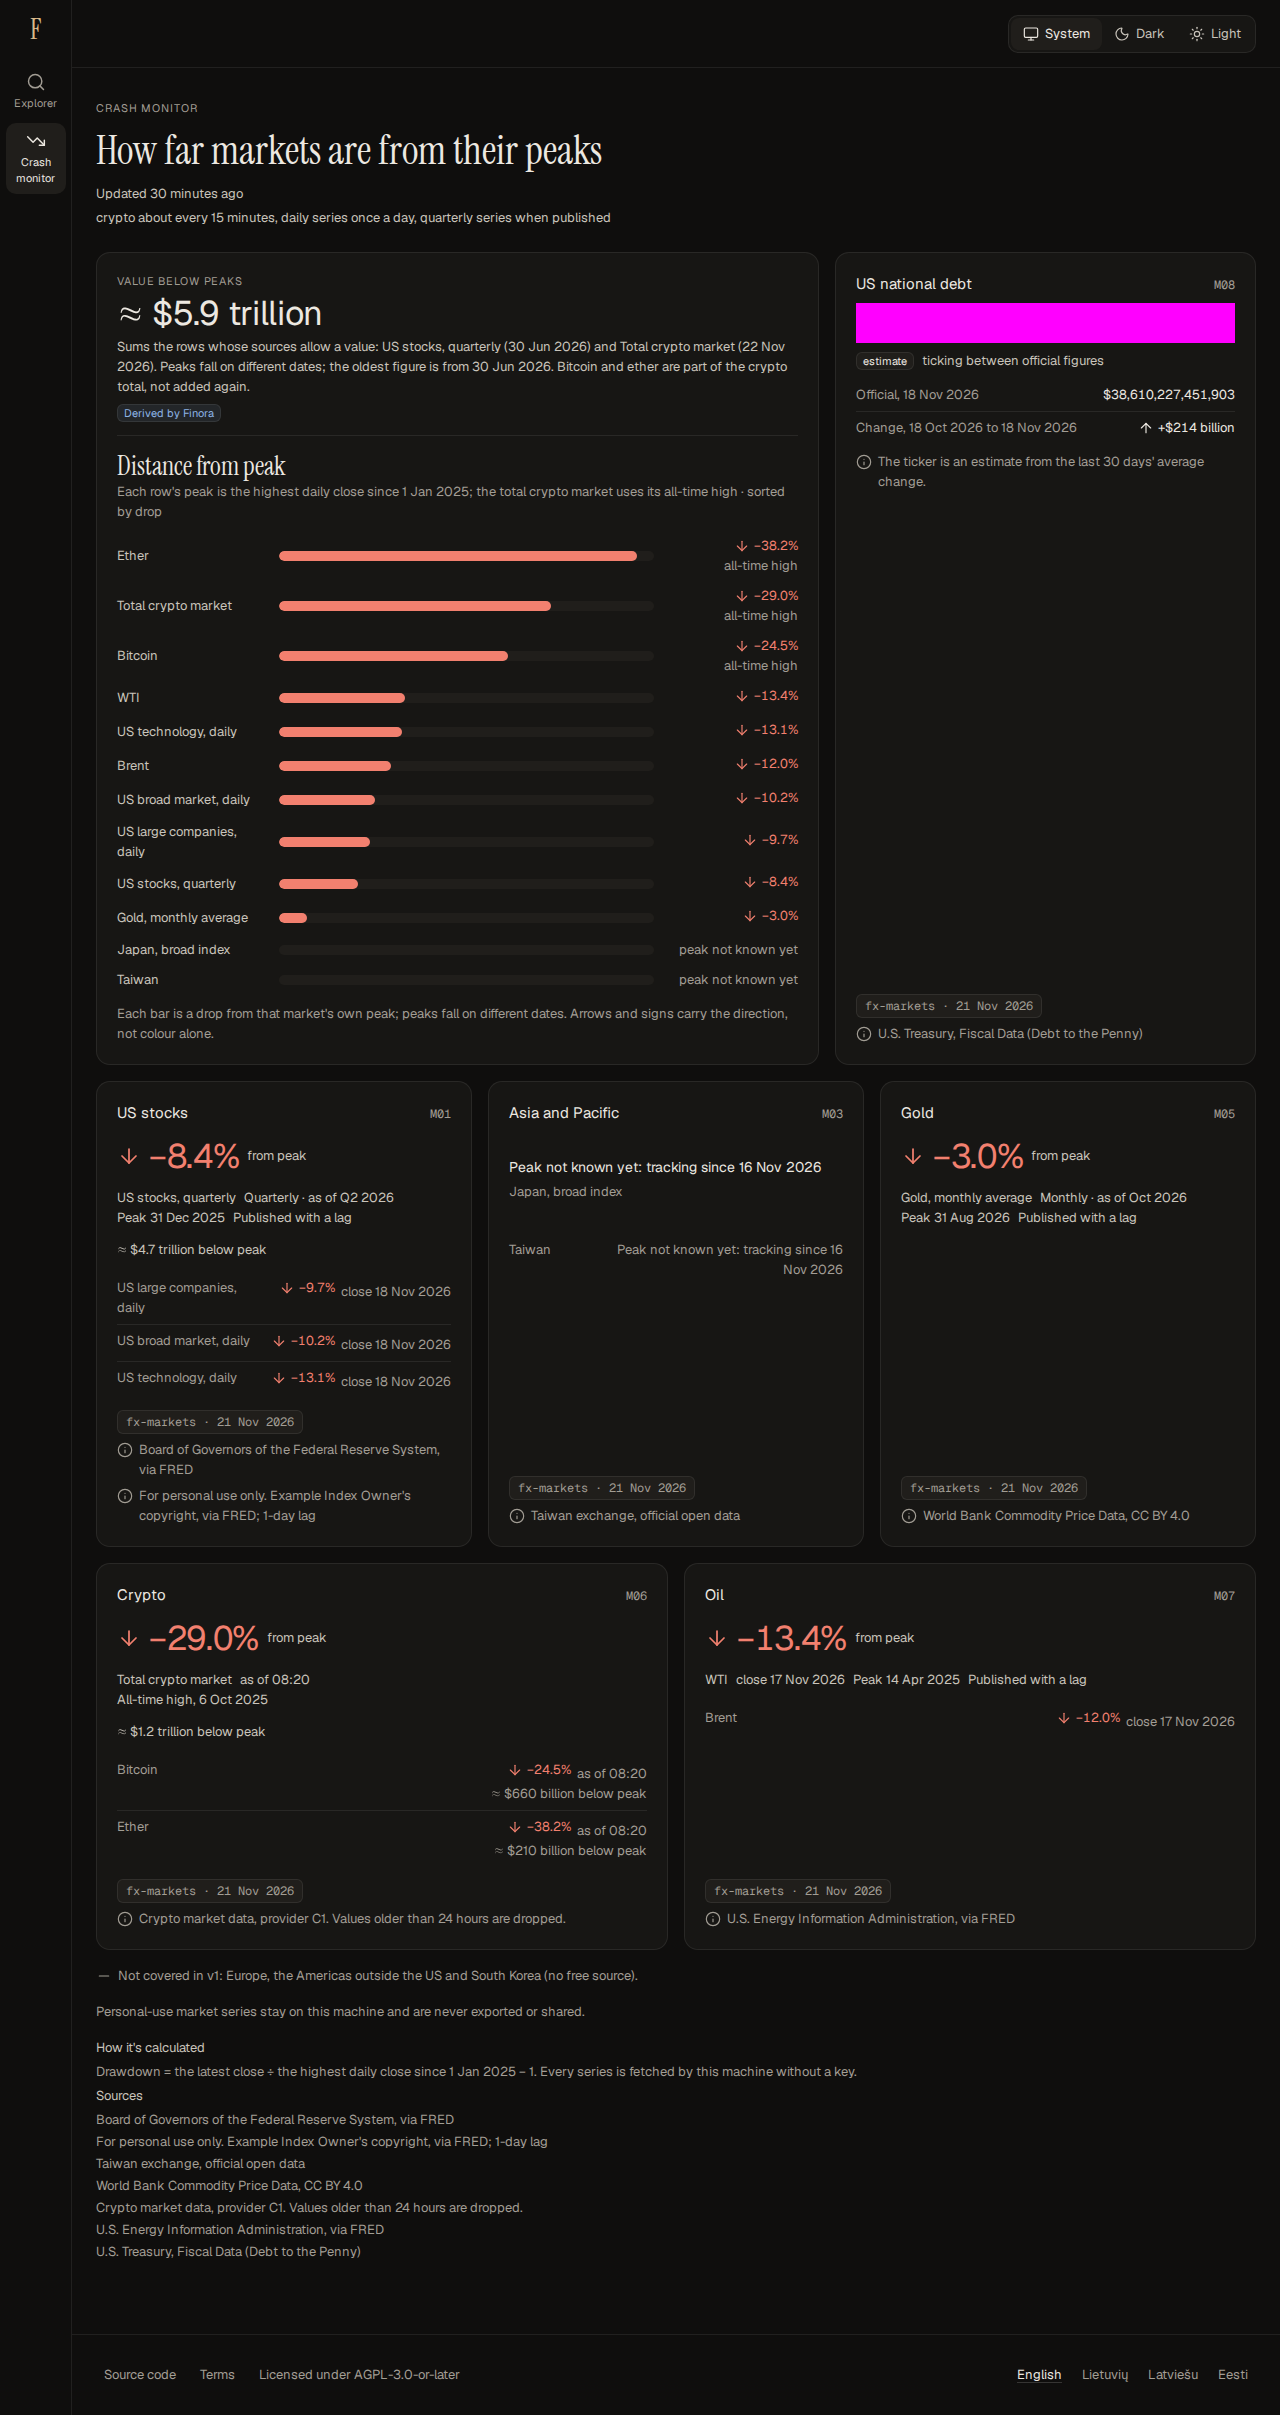 F
Explorer
Crash
monitor
System
Dark
Light
CRASH MONITOR
How far markets are from their peaks
Updated 30 minutes ago
crypto about every 15 minutes, daily series once a day, quarterly series when published
VALUE BELOW PEAKS
≈ $5.9 trillion
Sums the rows whose sources allow a value: US stocks, quarterly (30 Jun 2026) and Total crypto market (22 Nov
2026). Peaks fall on different dates; the oldest figure is from 30 Jun 2026. Bitcoin and ether are part of the crypto
total, not added again.
Derived by Finora
Distance from peak
Each row's peak is the highest daily close since 1 Jan 2025; the total crypto market uses its all-time high · sorted
by drop
Ether
↓ −38.2%
all-time high
Total crypto market
↓ −29.0%
all-time high
Bitcoin
↓ −24.5%
all-time high
WTI
↓ −13.4%
US technology, daily
↓ −13.1%
Brent
↓ −12.0%
US broad market, daily
↓ −10.2%
US large companies,
daily
↓ −9.7%
US stocks, quarterly
↓ −8.4%
Gold, monthly average
↓ −3.0%
Japan, broad index
peak not known yet
Taiwan
peak not known yet
Each bar is a drop from that market's own peak; peaks fall on different dates. Arrows and signs carry the direction,
not colour alone.
US national debt
M08
estimate ticking between official figures
Official, 18 Nov 2026
$38,610,227,451,903
Change, 18 Oct 2026 to 18 Nov 2026
↑ +$214 billion
The ticker is an estimate from the last 30 days' average
change.
fx-markets · 21 Nov 2026
U.S. Treasury, Fiscal Data (Debt to the Penny)
US stocks
M01
↓ −8.4% from peak
US stocks, quarterly Quarterly · as of Q2 2026
Peak 31 Dec 2025 Published with a lag
≈ $4.7 trillion below peak
US large companies,
daily
↓ −9.7% close 18 Nov 2026
US broad market, daily
↓ −10.2% close 18 Nov 2026
US technology, daily
↓ −13.1% close 18 Nov 2026
fx-markets · 21 Nov 2026
Board of Governors of the Federal Reserve System,
via FRED
For personal use only. Example Index Owner's
copyright, via FRED; 1-day lag
Asia and Pacific
M03
Peak not known yet: tracking since 16 Nov 2026
Japan, broad index
Taiwan
Peak not known yet: tracking since 16
Nov 2026
fx-markets · 21 Nov 2026
Taiwan exchange, official open data
Gold
M05
↓ −3.0% from peak
Gold, monthly average Monthly · as of Oct 2026
Peak 31 Aug 2026 Published with a lag
fx-markets · 21 Nov 2026
World Bank Commodity Price Data, CC BY 4.0
Crypto
M06
↓ −29.0% from peak
Total crypto market as of 08:20
All-time high, 6 Oct 2025
≈ $1.2 trillion below peak
Bitcoin
↓ −24.5% as of 08:20
≈ $660 billion below peak
Ether
↓ −38.2% as of 08:20
≈ $210 billion below peak
fx-markets · 21 Nov 2026
Crypto market data, provider C1. Values older than 24 hours are dropped.
Oil
M07
↓ −13.4% from peak
WTI close 17 Nov 2026 Peak 14 Apr 2025 Published with a lag
Brent
↓ −12.0% close 17 Nov 2026
fx-markets · 21 Nov 2026
U.S. Energy Information Administration, via FRED
— Not covered in v1: Europe, the Americas outside the US and South Korea (no free source).
Personal-use market series stay on this machine and are never exported or shared.
How it's calculated
Drawdown = the latest close ÷ the highest daily close since 1 Jan 2025 − 1. Every series is fetched by this machine without a key.
Sources
Board of Governors of the Federal Reserve System, via FRED
For personal use only. Example Index Owner's copyright, via FRED; 1-day lag
Taiwan exchange, official open data
World Bank Commodity Price Data, CC BY 4.0
Crypto market data, provider C1. Values older than 24 hours are dropped.
U.S. Energy Information Administration, via FRED
U.S. Treasury, Fiscal Data (Debt to the Penny)
Source code
Terms
Licensed under AGPL-3.0-or-later
English
Lietuvių
Latviešu
Eesti